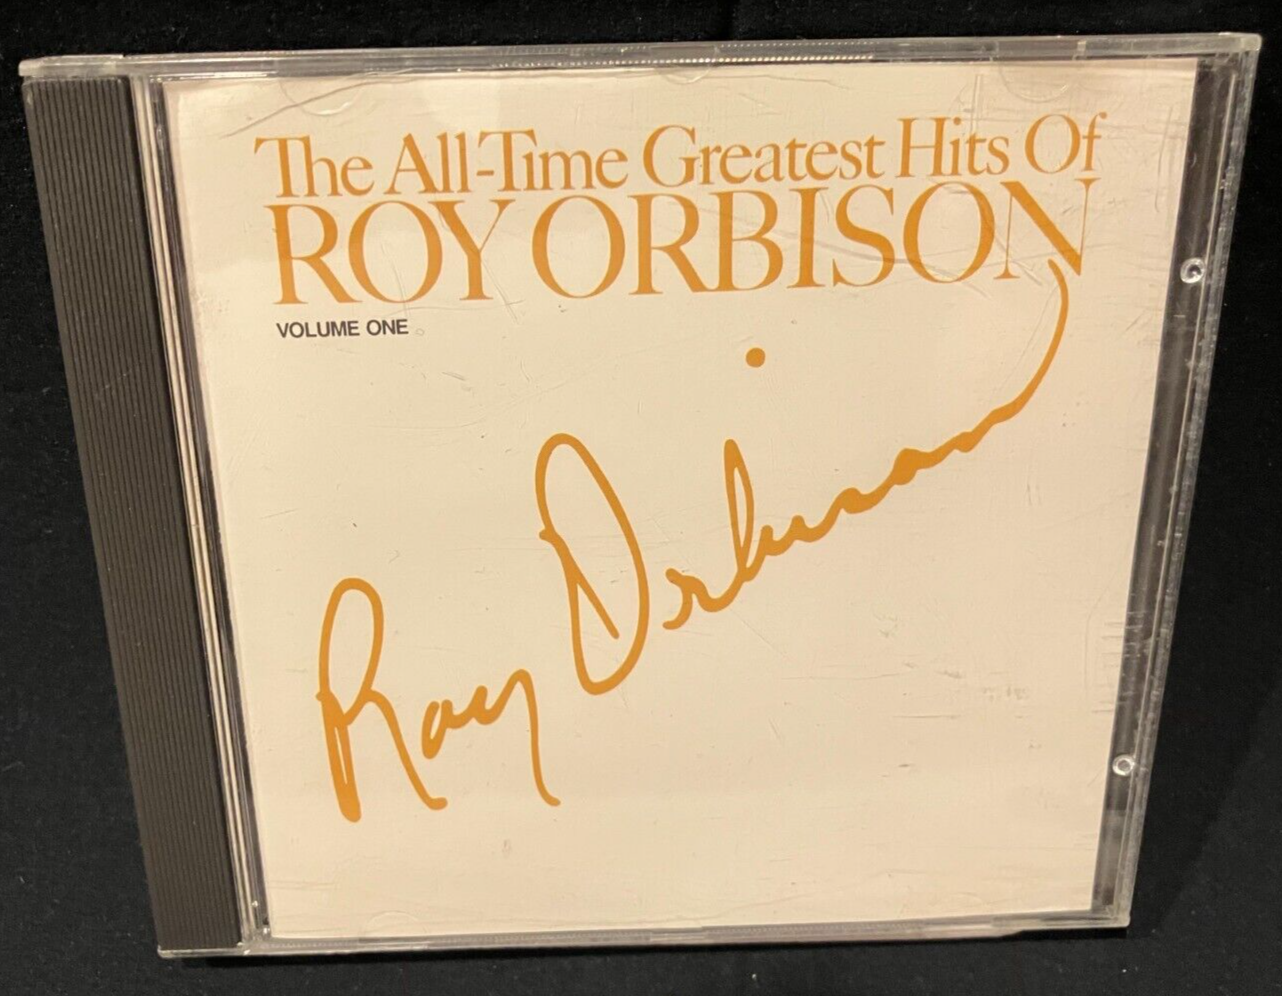 The All-Time Greatest Hits Of
ROY ORBISON
VOLUME ONE
Roy Orbison